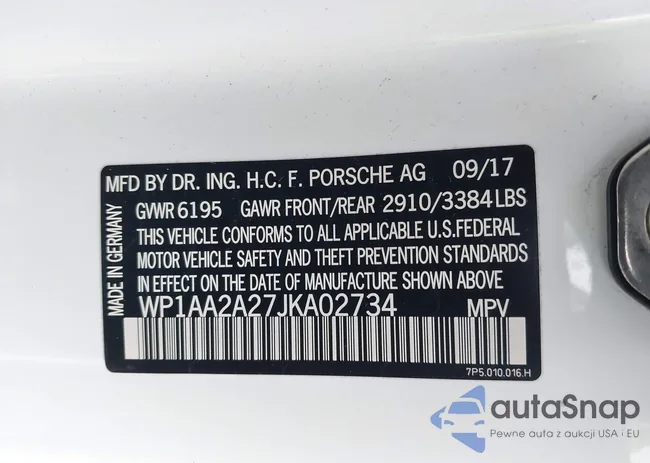 MFD BY DR. ING. H.C. F. PORSCHE AG 09/17
GVWR 6195 GAWR FRONT/REAR 2910/3384 LBS
THIS VEHICLE CONFORMS TO ALL APPLICABLE U.S.FEDERAL
MOTOR VEHICLE SAFETY AND THEFT PREVENTION STANDARDS
IN EFFECT ON THE DATE OF MANUFACTURE SHOWN ABOVE
WP1AA2A27JKA02734 MPV
7P5.010.016.H
MADE IN GERMANY
autaSnap
Pewne auta z aukcji USA i EU